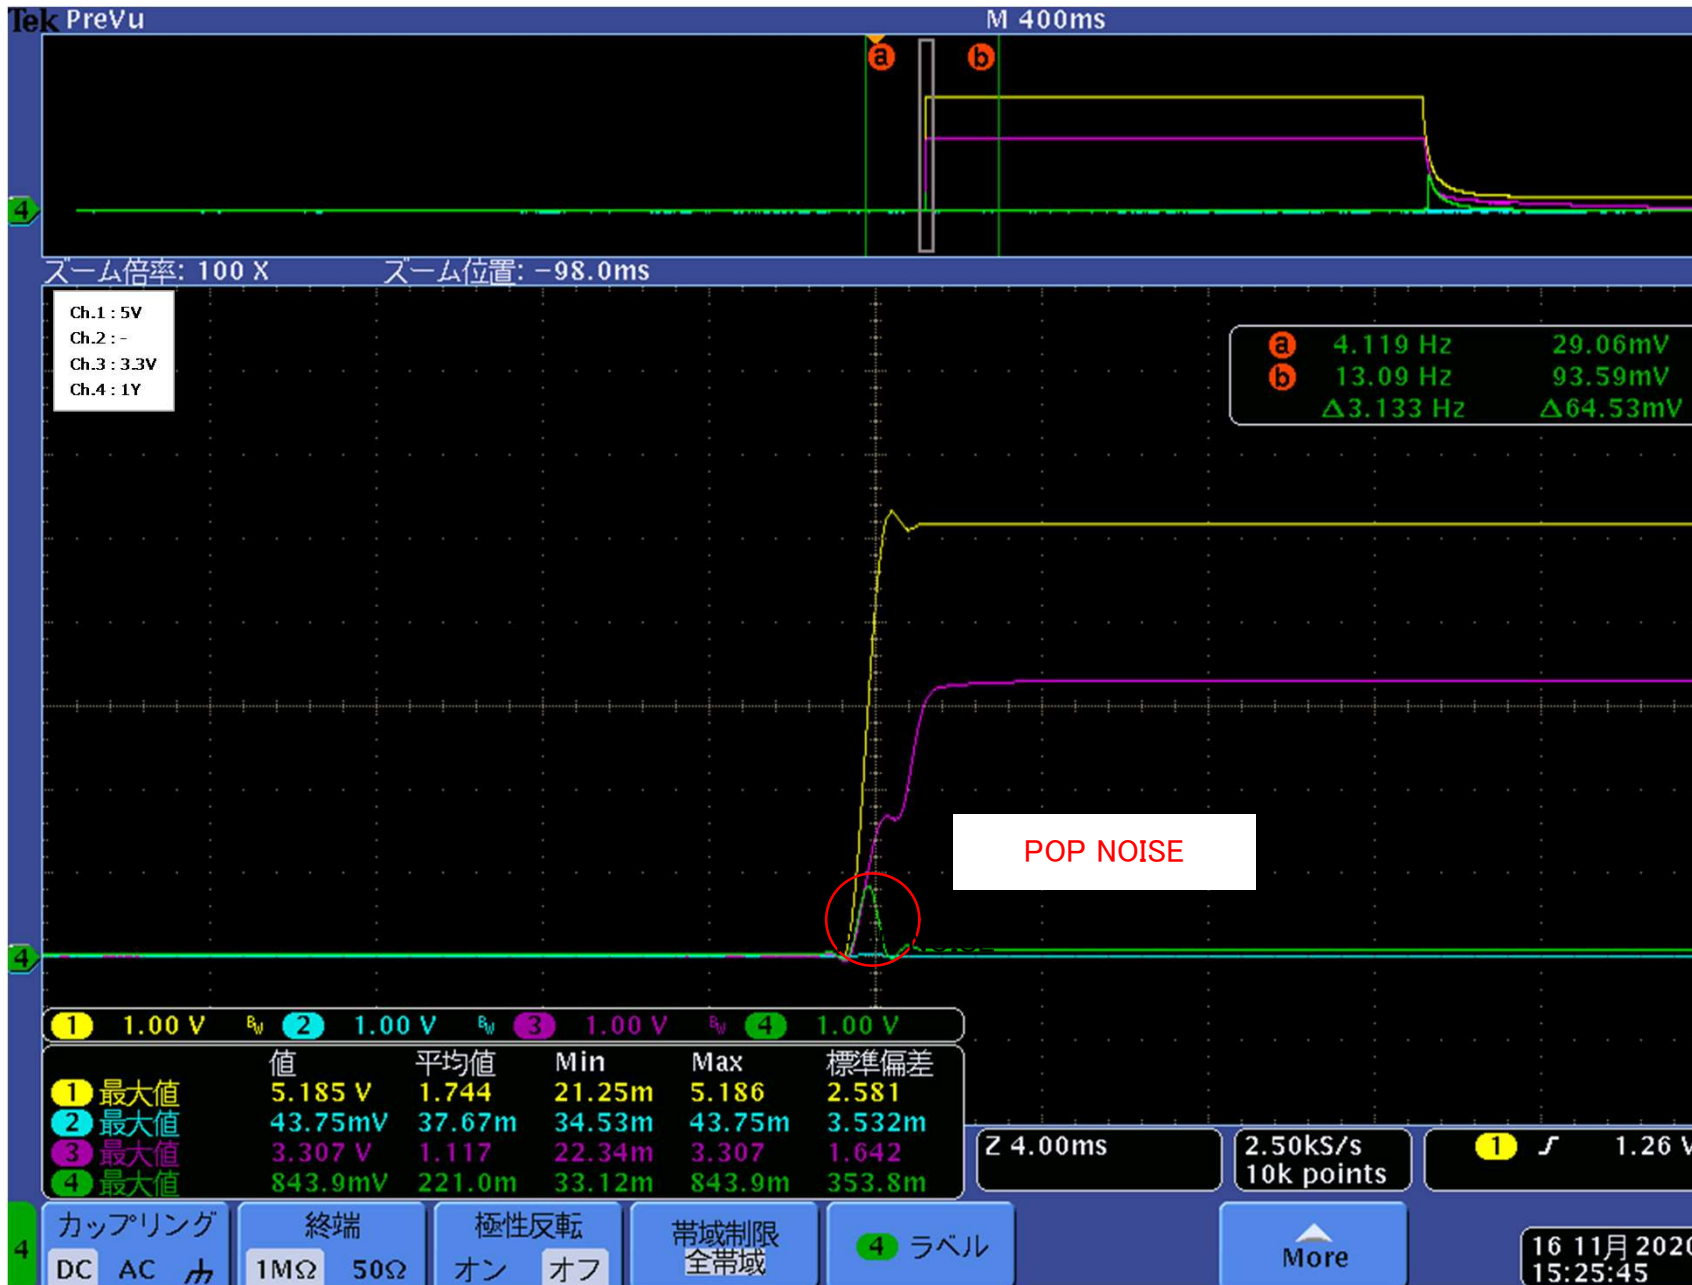 Tek PreVu M 400ms
a b
4
ズーム倍率: 100 X ズーム位置: -98.0ms
Ch.1 : 5V
Ch.2 : -
Ch.3 : 3.3V
Ch.4 : 1Y
a 4.119 Hz 29.06mV
b 13.09 Hz 93.59mV
Δ3.133 Hz Δ64.53mV
POP NOISE
4
1 1.00 V BW 2 1.00 V BW 3 1.00 V BW 4 1.00 V
値 平均値 Min Max 標準偏差
1 最大値 5.185 V 1.744 21.25m 5.186 2.581
2 最大値 43.75mV 37.67m 34.53m 43.75m 3.532m
3 最大値 3.307 V 1.117 22.34m 3.307 1.642
4 最大値 843.9mV 221.0m 33.12m 843.9m 353.8m
Z 4.00ms
2.50kS/s
10k points
1 1.26 V
4
カップリング
DC AC
終端
1MΩ 50Ω
極性反転
オン オフ
帯域制限
全帯域
4 ラベル
More
16 11月 2020
15:25:45